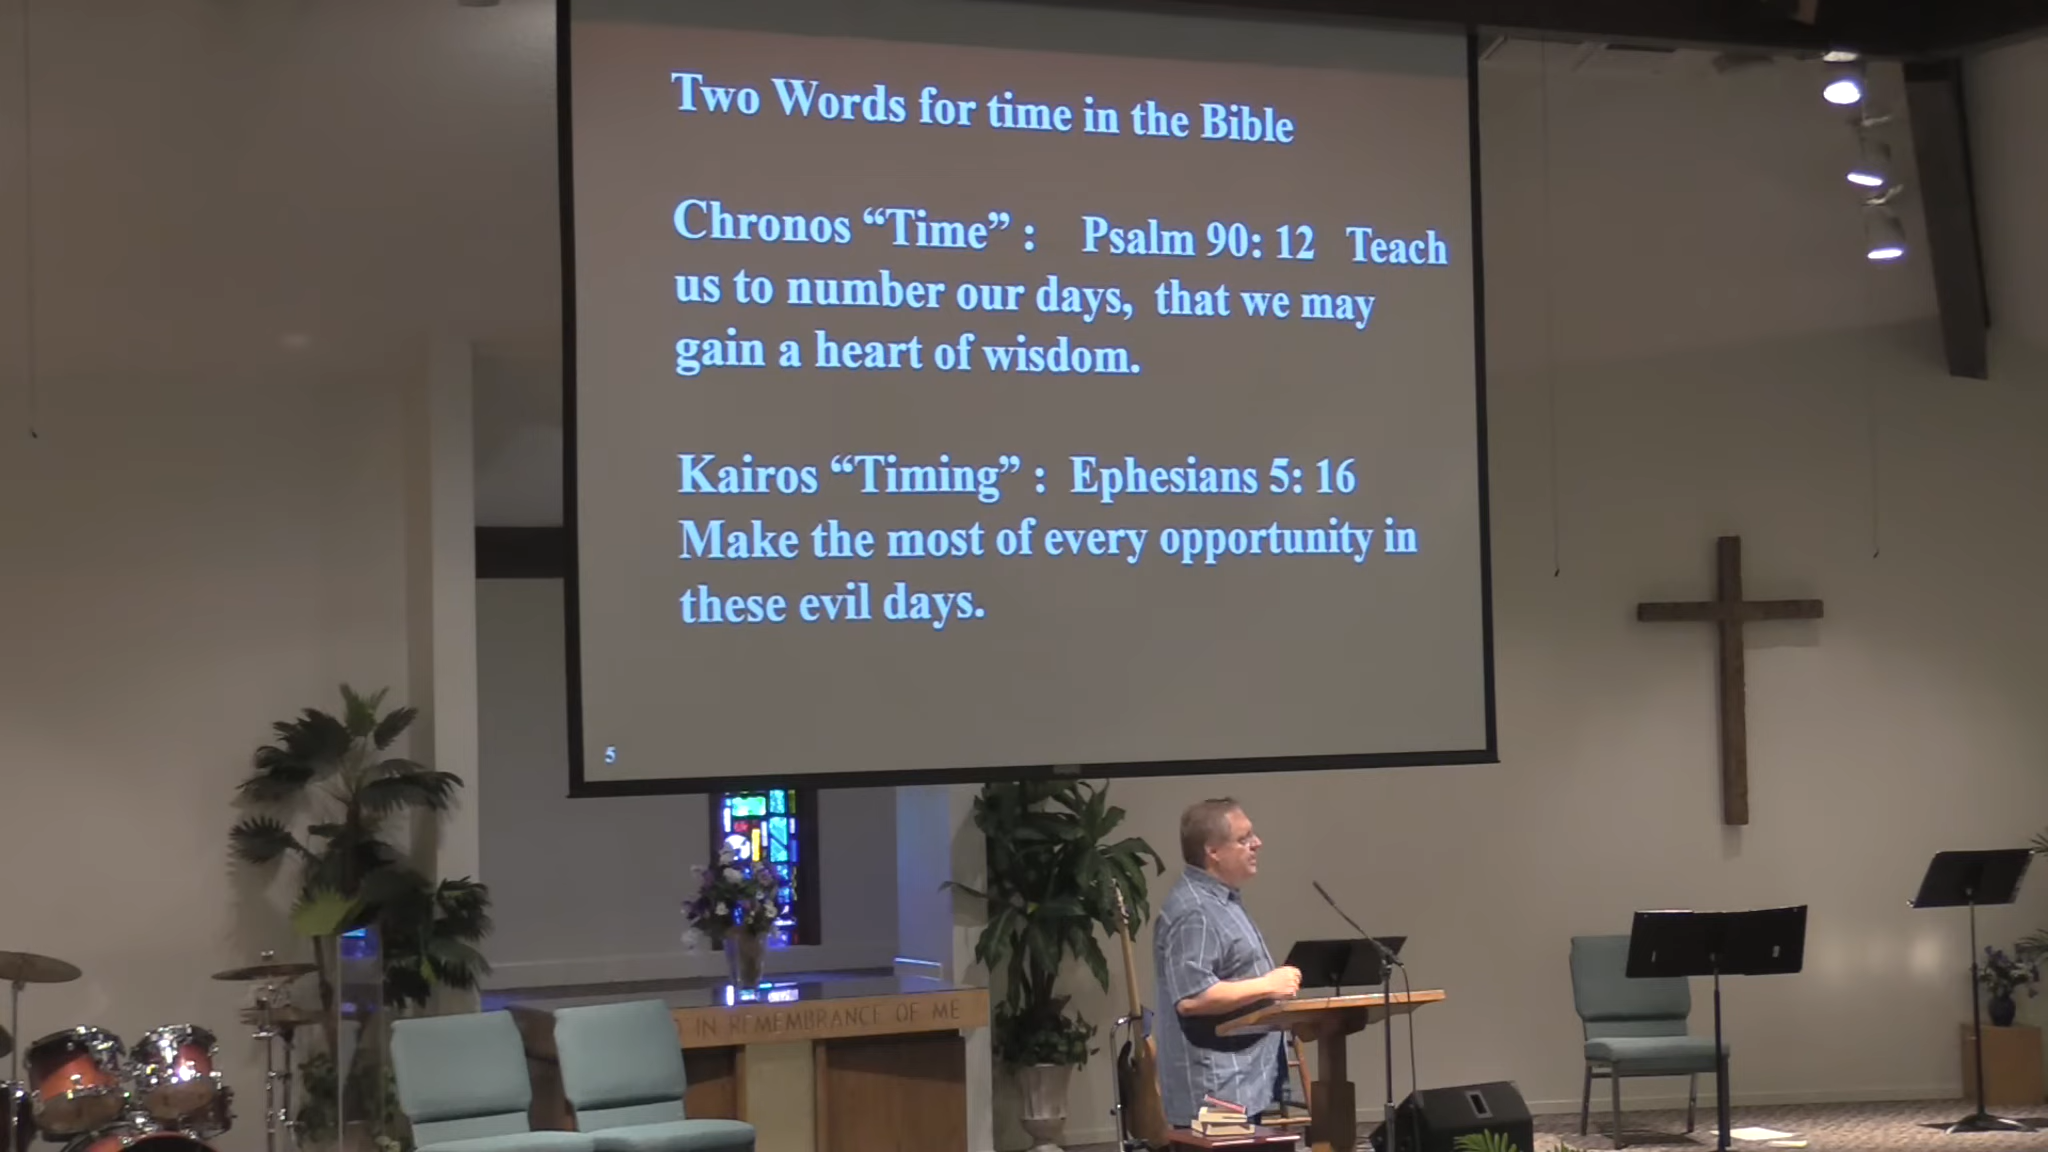 Two Words for time in the Bible
Chronos “Time” : Psalm 90: 12 Teach
us to number our days, that we may
gain a heart of wisdom.
Kairos “Timing” : Ephesians 5: 16
Make the most of every opportunity in
these evil days.
5
IN REMEMBRANCE OF ME